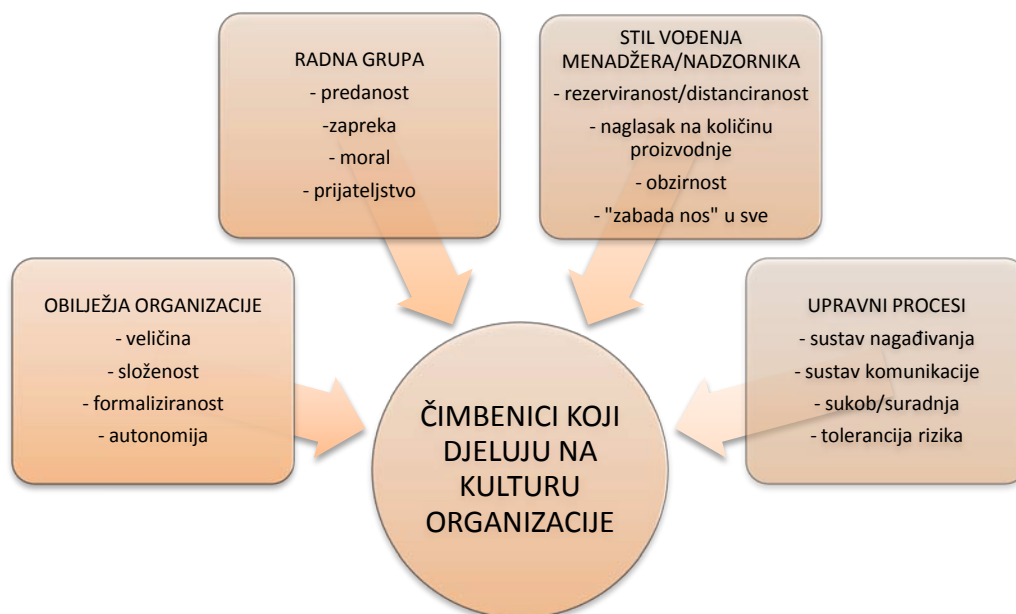 RADNA GRUPA
- predanost
-zapreka
- moral
- prijateljstvo
STIL VOĐENJA
MENADŽERA/NADZORNIKA
- rezerviranost/distanciranost
- naglasak na količinu
proizvodnje
- obzirnost
- "zabada nos" u sve
OBILJEŽJA ORGANIZACIJE
- veličina
- složenost
- formaliziranost
- autonomija
UPRAVNI PROCESI
- sustav nagađivanja
- sustav komunikacije
- sukob/suradnja
- tolerancija rizika
ČIMBENICI KOJI
DJELUJU NA
KULTURU
ORGANIZACIJE